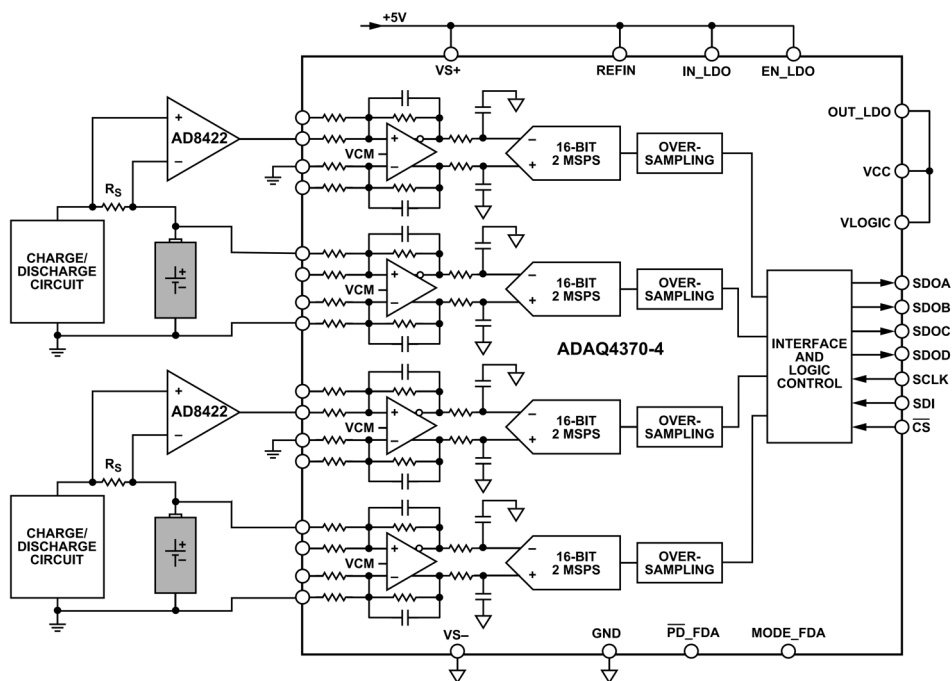 +5V
VS+
REFIN
IN_LDO
EN_LDO
OUT_LDO
VCC
VLOGIC
+
AD8422
–
RS
CHARGE/
DISCHARGE
CIRCUIT
+
–
VCM
+
–
–
+
16-BIT
2 MSPS
OVER-
SAMPLING
VCM
+
–
–
+
16-BIT
2 MSPS
OVER-
SAMPLING
ADAQ4370-4
INTERFACE
AND
LOGIC
CONTROL
SDOA
SDOB
SDOC
SDOD
SCLK
SDI
CS
+
AD8422
–
RS
CHARGE/
DISCHARGE
CIRCUIT
+
–
VCM
+
–
–
+
16-BIT
2 MSPS
OVER-
SAMPLING
VCM
+
–
–
+
16-BIT
2 MSPS
OVER-
SAMPLING
VS–
GND
PD_FDA
MODE_FDA